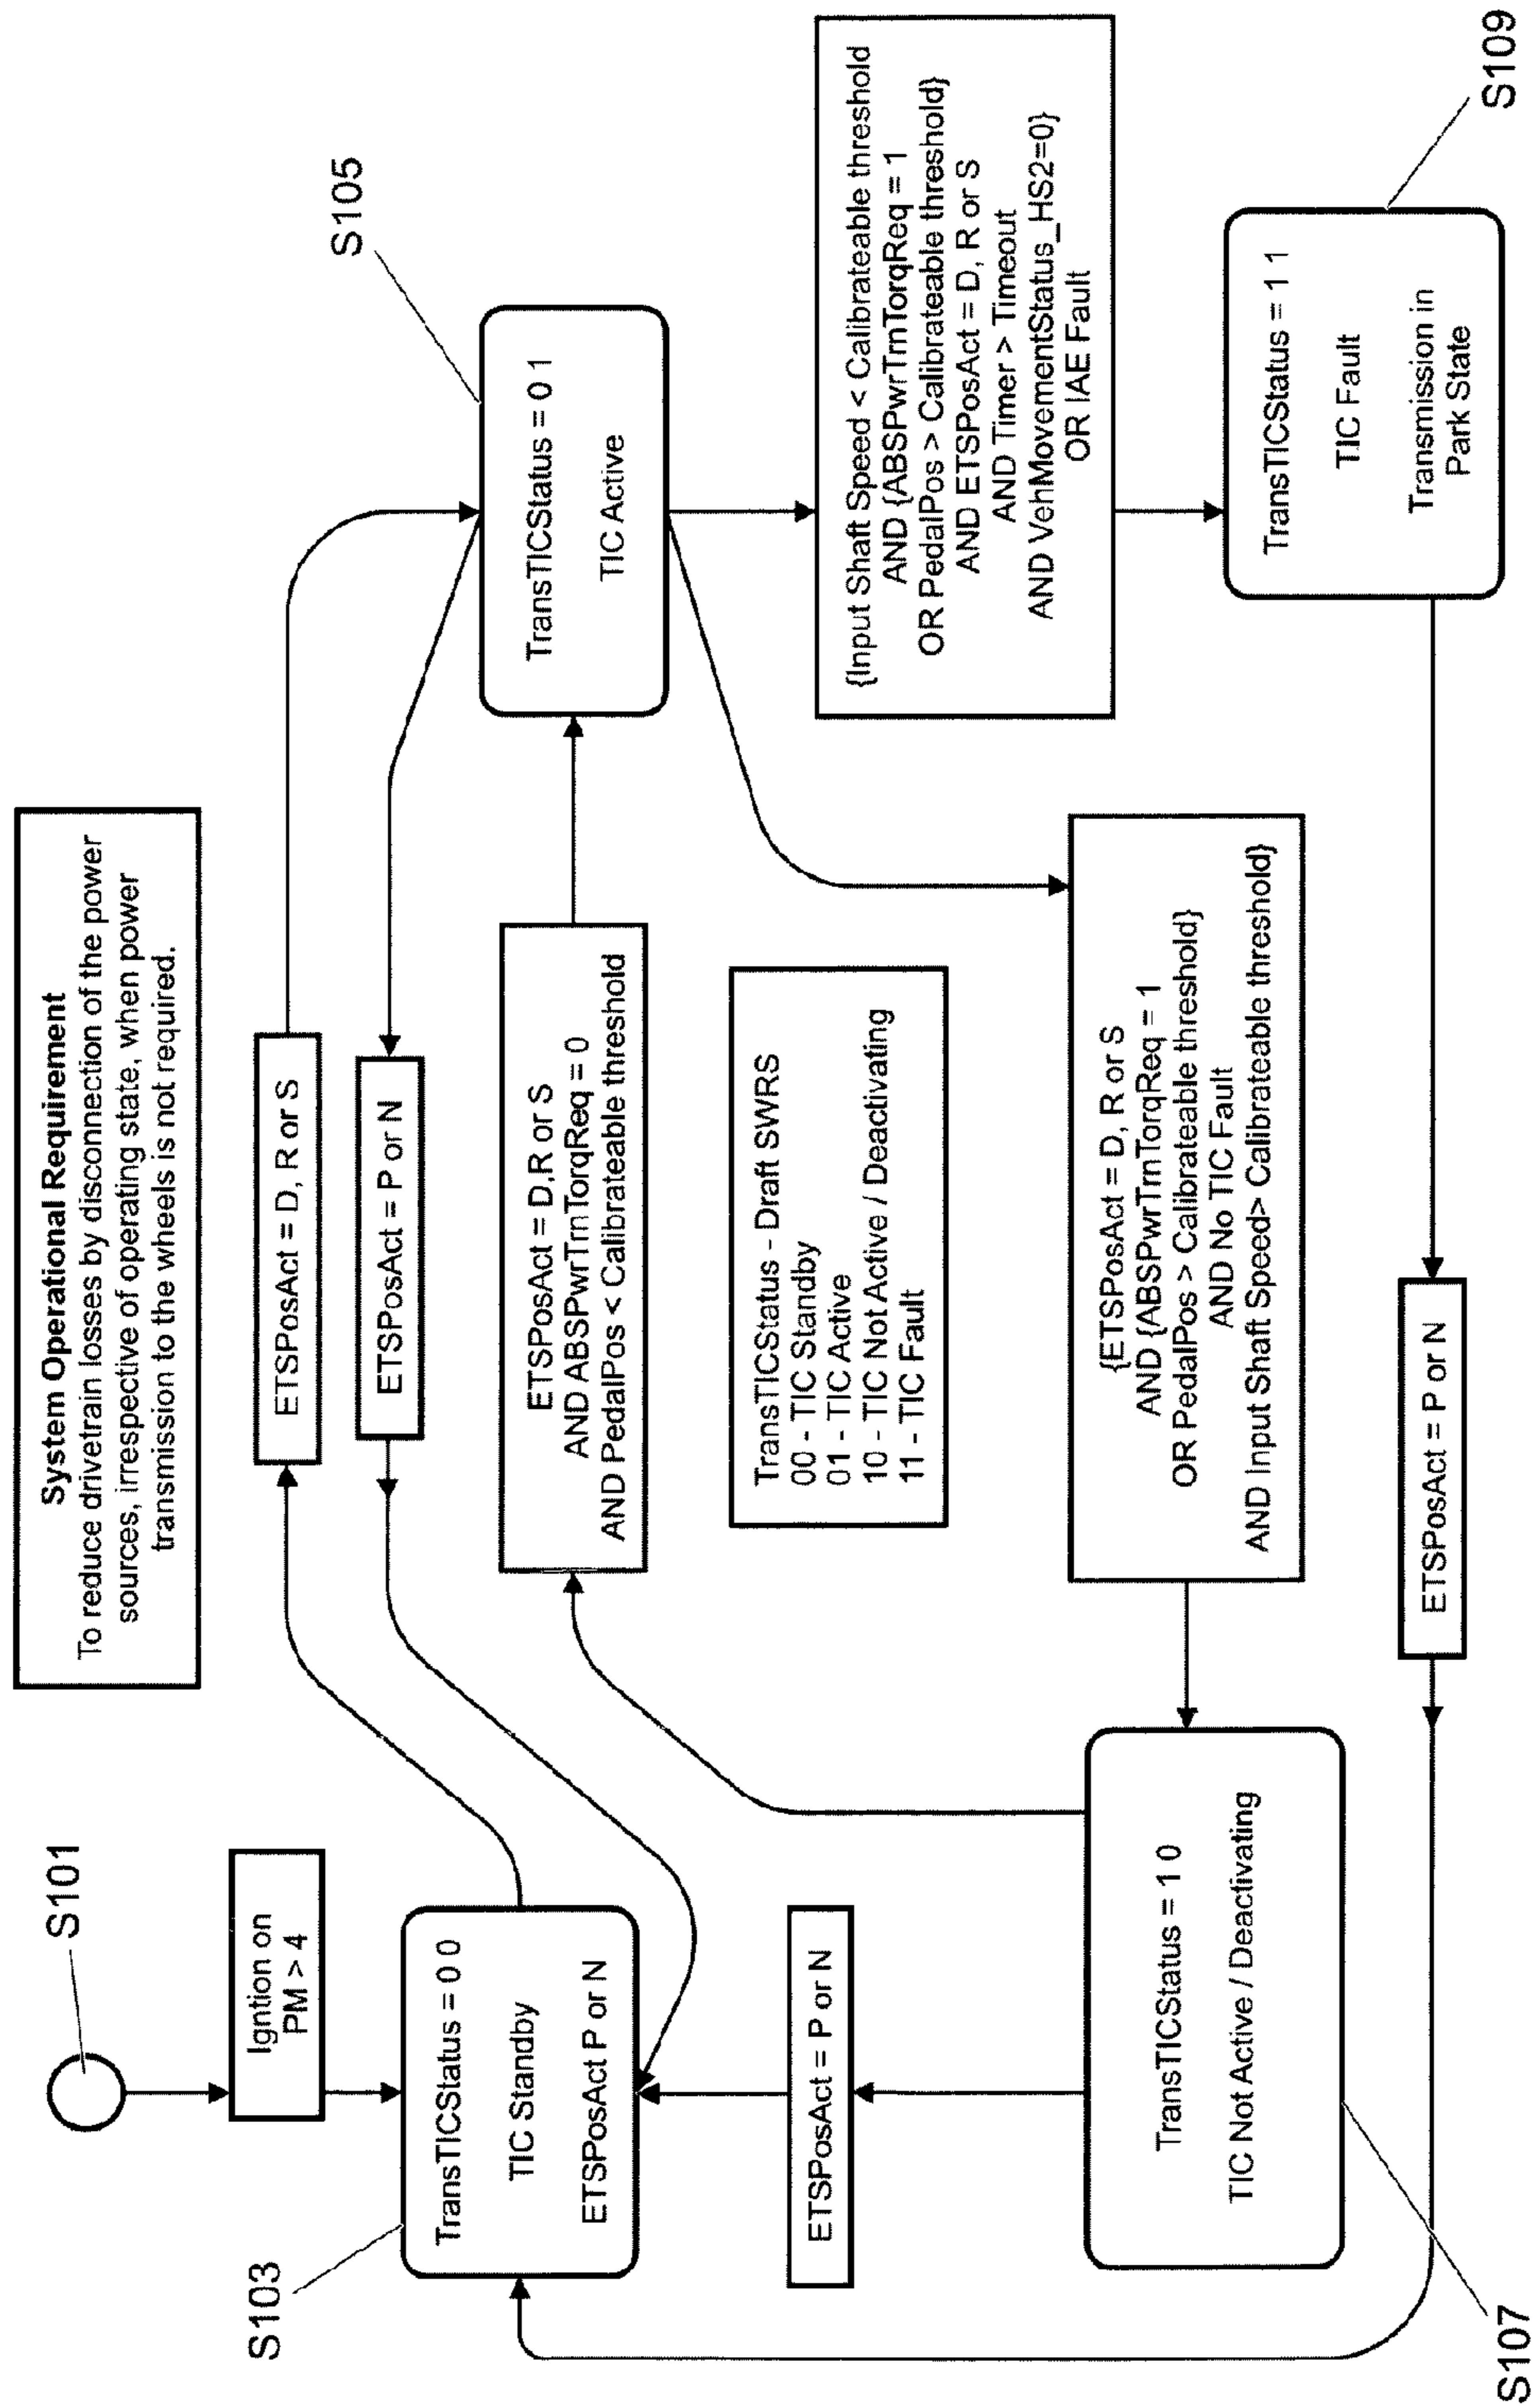 System Operational Requirement
To reduce drivetrain losses by disconnection of the power
sources, irrespective of operating state, when power
transmission to the wheels is not required.
S101
Igntion on
PM > 4
S103
TransTICStatus = 0 0
TIC Standby
ETSPosAct P or N
ETSPosAct = D, R or S
ETSPosAct = P or N
S105
TransTICStatus = 0 1
TIC Active
ETSPosAct = D,R or S
AND ABSPwrTrnTorqReq = 0
AND PedalPos < Calibrateable threshold
TransTICStatus - Draft SWRS
00 - TIC Standby
01 - TIC Active
10 - TIC Not Active / Deactivating
11 - TIC Fault
{Input Shaft Speed < Calibrateable threshold
AND {ABSPwrTrnTorqReq = 1
OR PedalPos > Calibrateable threshold}
AND ETSPosAct = D, R or S
AND Timer > Timeout
AND VehMovementStatus_HS2=0}
OR IAE Fault
ETSPosAct = P or N
{ETSPosAct = D, R or S
AND {ABSPwrTrnTorqReq = 1
OR PedalPos > Calibrateable threshold}
AND No TIC Fault
AND Input Shaft Speed> Calibrateable threshold}
TransTICStatus = 1 0
TIC Not Active / Deactivating
S107
TransTICStatus = 1 1
TIC Fault
Transmission in
Park State
S109
ETSPosAct = P or N